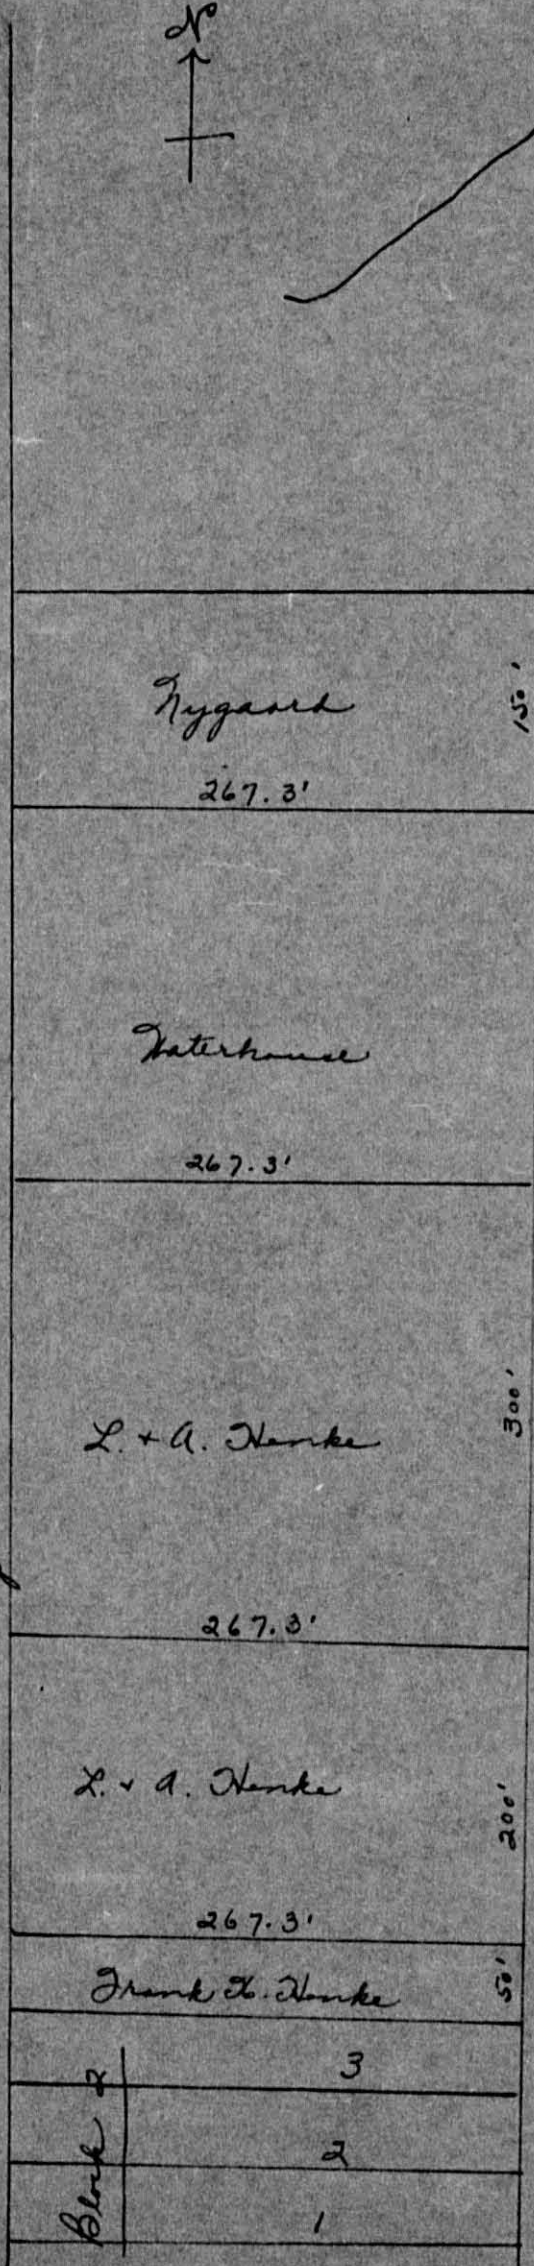 N
Nygaard
150'
267.3'
Waterhouse
267.3'
L. + A. Henke
300'
267.3'
L. + A. Henke
200'
267.3'
Frank H. Henke
50'
Block 2
3
2
1